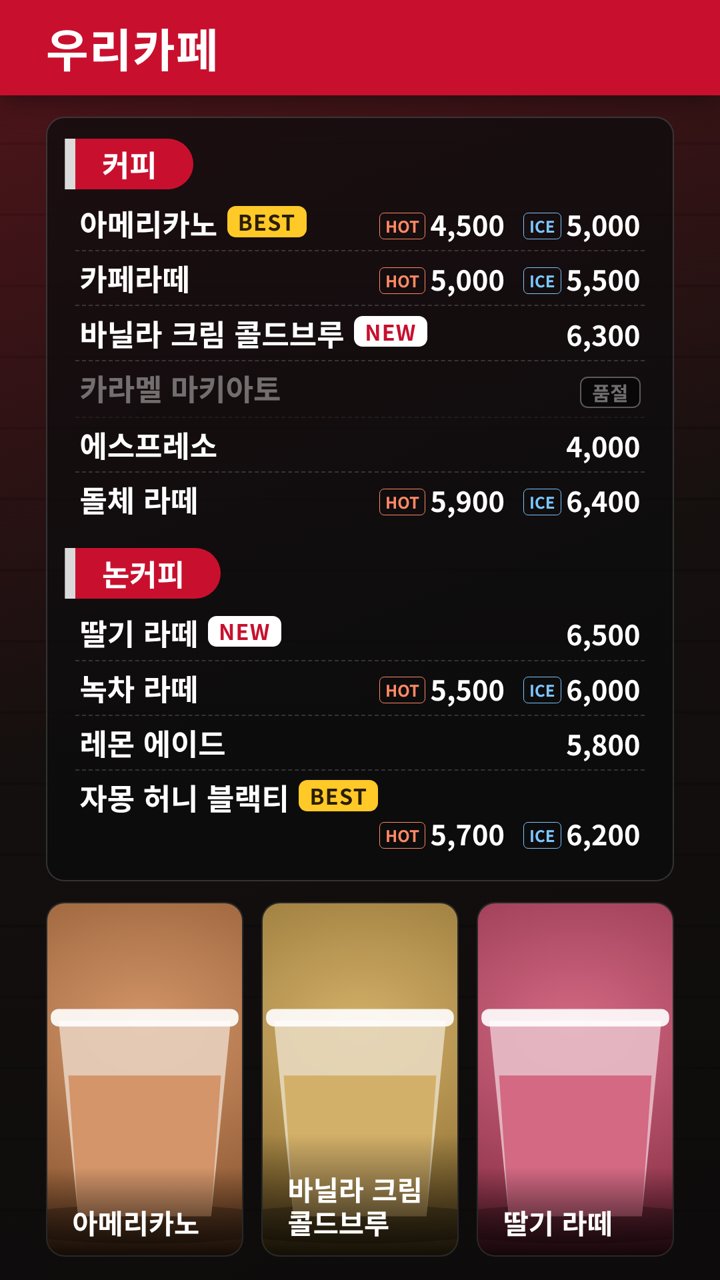 우리카페
커피
아메리카노 BEST HOT 4,500 ICE 5,000
카페라떼 HOT 5,000 ICE 5,500
바닐라 크림 콜드브루 NEW 6,300
카라멜 마키아토 품절
에스프레소 4,000
돌체 라떼 HOT 5,900 ICE 6,400
논커피
딸기 라떼 NEW 6,500
녹차 라떼 HOT 5,500 ICE 6,000
레몬 에이드 5,800
자몽 허니 블랙티 BEST
HOT 5,700 ICE 6,200
아메리카노
바닐라 크림
콜드브루
딸기 라떼